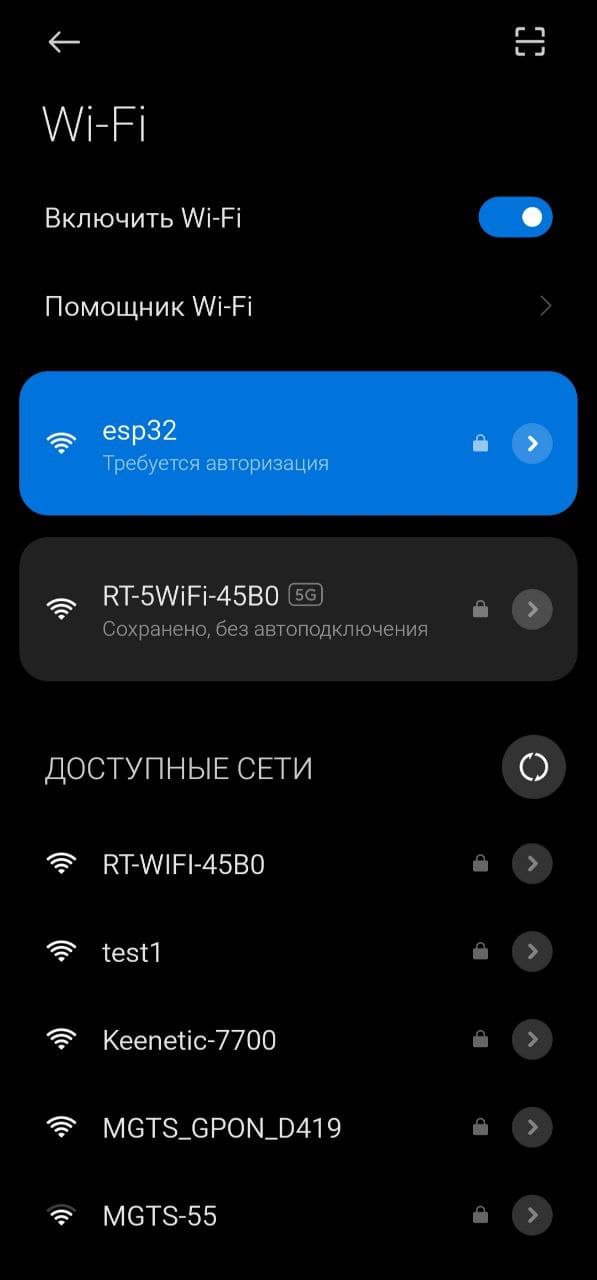 Wi-Fi
Включить Wi-Fi
Помощник Wi-Fi
esp32
Требуется авторизация
RT-5WiFi-45B0 5G
Сохранено, без автоподключения
ДОСТУПНЫЕ СЕТИ
RT-WIFI-45B0
test1
Keenetic-7700
MGTS_GPON_D419
MGTS-55